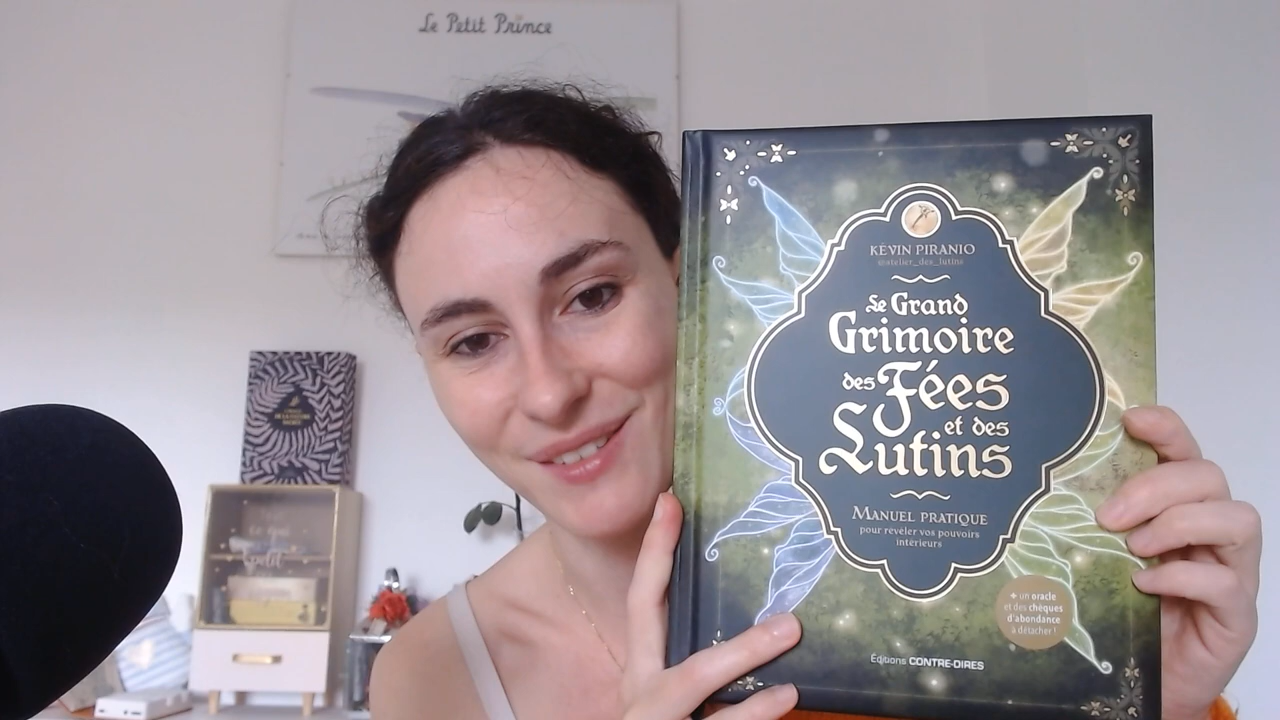 Le Petit Prince
KÉVIN PIRANIO
@atelier_des_lutins
Le Grand
Grimoire
des Fées
et des
Lutins
MANUEL PRATIQUE
pour révéler vos pouvoirs
intérieurs
+ un oracle
et des chèques
d'abondance
à détacher !
Éditions CONTRE-DIRES